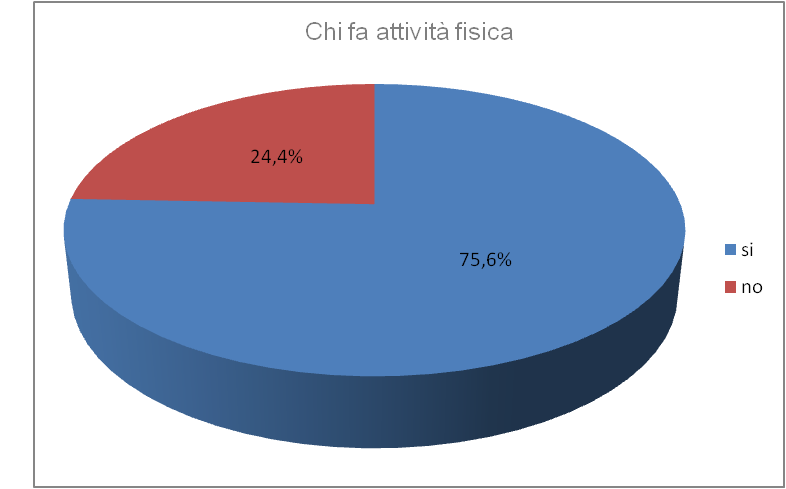 Chi fa attività fisica
24,4%
75,6%
si
no